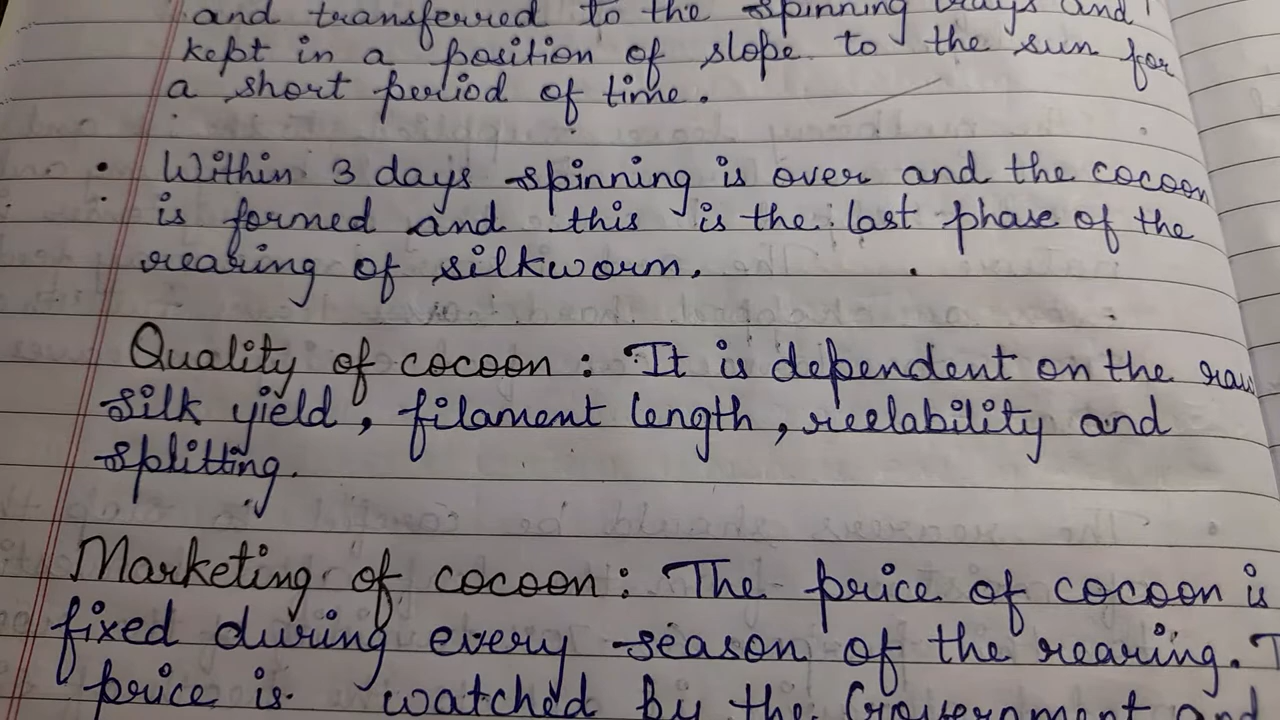 and transferred to the spinning trays and
kept in a position of slope to the sun for
a short period of time.
• Within 3 days spinning is over and the cocoon
is formed and this is the last phase of the
rearing of silkworm.
Quality of cocoon : It is dependent on the raw
silk yield, filament length, reelability and
splitting.
Marketing of cocoon : The price of cocoon is
fixed during every season of the rearing.
price is watched by the Government and